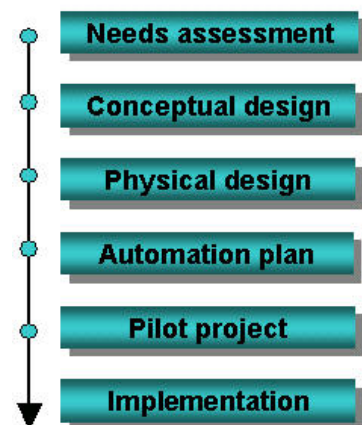 Needs assessment
Conceptual design
Physical design
Automation plan
Pilot project
Implementation